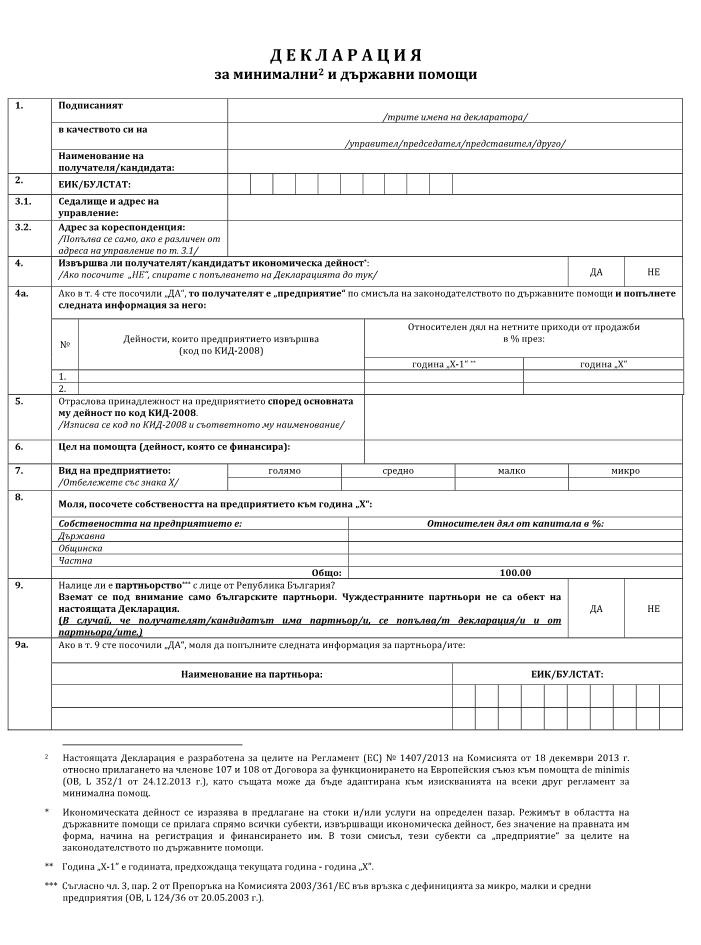 Д Е К Л А Р А Ц И Я
за минимални2 и държавни помощи
1. Подписаният
/трите имена на декларатора/
в качеството си на
/управител/председател/представител/друго/
Наименование на
получателя/кандидата:
2. ЕИК/БУЛСТАТ:
3.1. Седалище и адрес на
управление:
3.2. Адрес за кореспонденция:
/Попълва се само, ако е различен от
адреса на управление по т. 3.1/
4. Извършва ли получателят/кандидатът икономическа дейност*:
/Ако посочите „НЕ“, спирате с попълването на Декларацията до тук/
ДА НЕ
4а. Ако в т. 4 сте посочили „ДА“, то получателят е „предприятие“ по смисъла на законодателството по държавните помощи и попълнете
следната информация за него:
№ Дейности, които предприятието извършва
(код по КИД-2008)
Относителен дял на нетните приходи от продажби
в % през:
година „Х-1“ ** година „Х“
1.
2.
5. Отраслова принадлежност на предприятието според основната
му дейност по код КИД-2008.
/Изписва се код по КИД-2008 и съответното му наименование/
6. Цел на помощта (дейност, която се финансира):
7. Вид на предприятието: голямо средно малко микро
/Отбележете със знака Х/
8. Моля, посочете собствеността на предприятието към година „Х“:
Собствеността на предприятието е: Относителен дял от капитала в %:
Държавна
Общинска
Частна
Общо: 100.00
9. Налице ли е партньорство*** с лице от Република България?
Вземат се под внимание само българските партньори. Чуждестранните партньори не са обект на
настоящата Декларация.
(В случай, че получателят/кандидатът има партньор/и, се попълва/т декларация/и и от
партньора/ите.)
ДА НЕ
9а. Ако в т. 9 сте посочили „ДА“, моля да попълните следната информация за партньора/ите:
Наименование на партньора: ЕИК/БУЛСТАТ:
2 Настоящата Декларация е разработена за целите на Регламент (ЕС) № 1407/2013 на Комисията от 18 декември 2013 г.
относно прилагането на членове 107 и 108 от Договора за функционирането на Европейския съюз към помощта de minimis
(ОВ, L 352/1 от 24.12.2013 г.), като същата може да бъде адаптирана към изискванията на всеки друг регламент за
минимална помощ.
* Икономическата дейност се изразява в предлагане на стоки и/или услуги на определен пазар. Режимът в областта на
държавните помощи се прилага спрямо всички субекти, извършващи икономическа дейност, без значение на правната им
форма, начина на регистрация и финансирането им. В този смисъл, тези субекти са „предприятие“ за целите на
законодателството по държавните помощи.
** Година „Х-1“ е годината, предхождаща текущата година - година „Х“.
*** Съгласно чл. 3, пар. 2 от Препоръка на Комисията 2003/361/ЕС във връзка с дефиницията за микро, малки и средни
предприятия (ОВ, L 124/36 от 20.05.2003 г.).